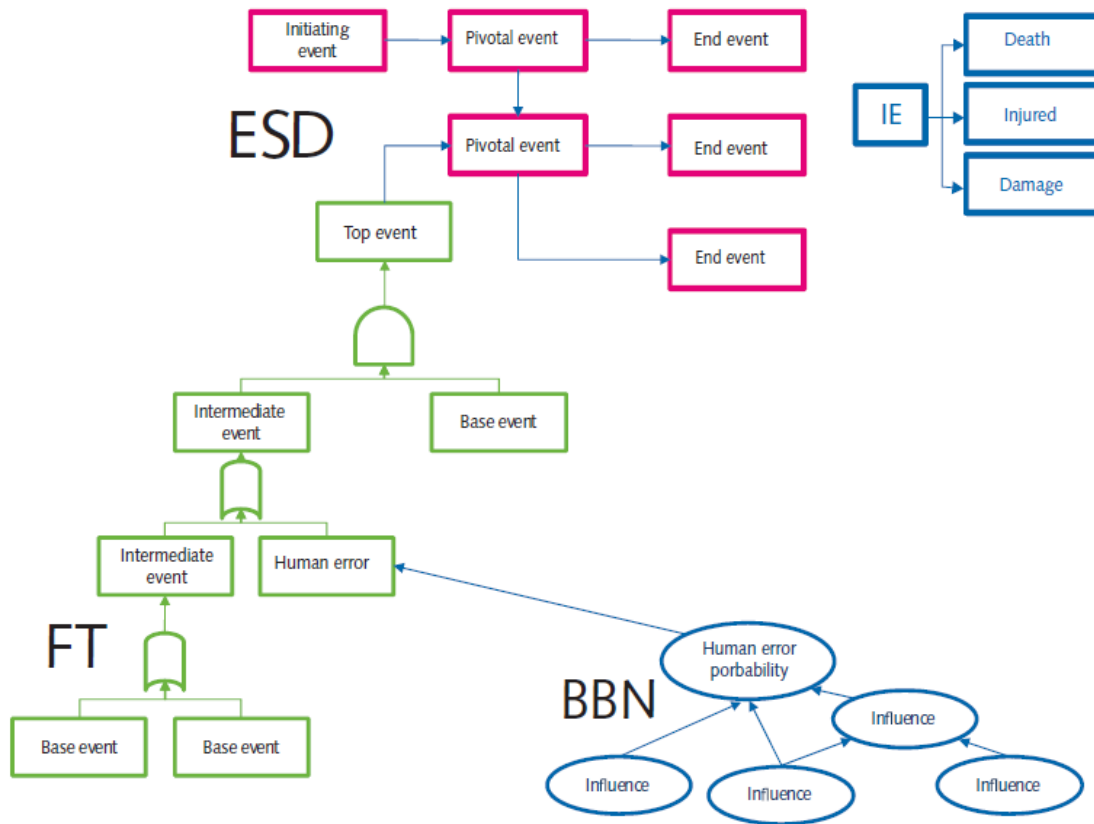 Initiating
event
Pivotal event
End event
Death
IE
Injured
ESD
Pivotal event
End event
Damage
Top event
End event
Intermediate
event
Base event
Intermediate
event
Human error
FT
Human error
porbability
BBN
Influence
Base event
Base event
Influence
Influence
Influence